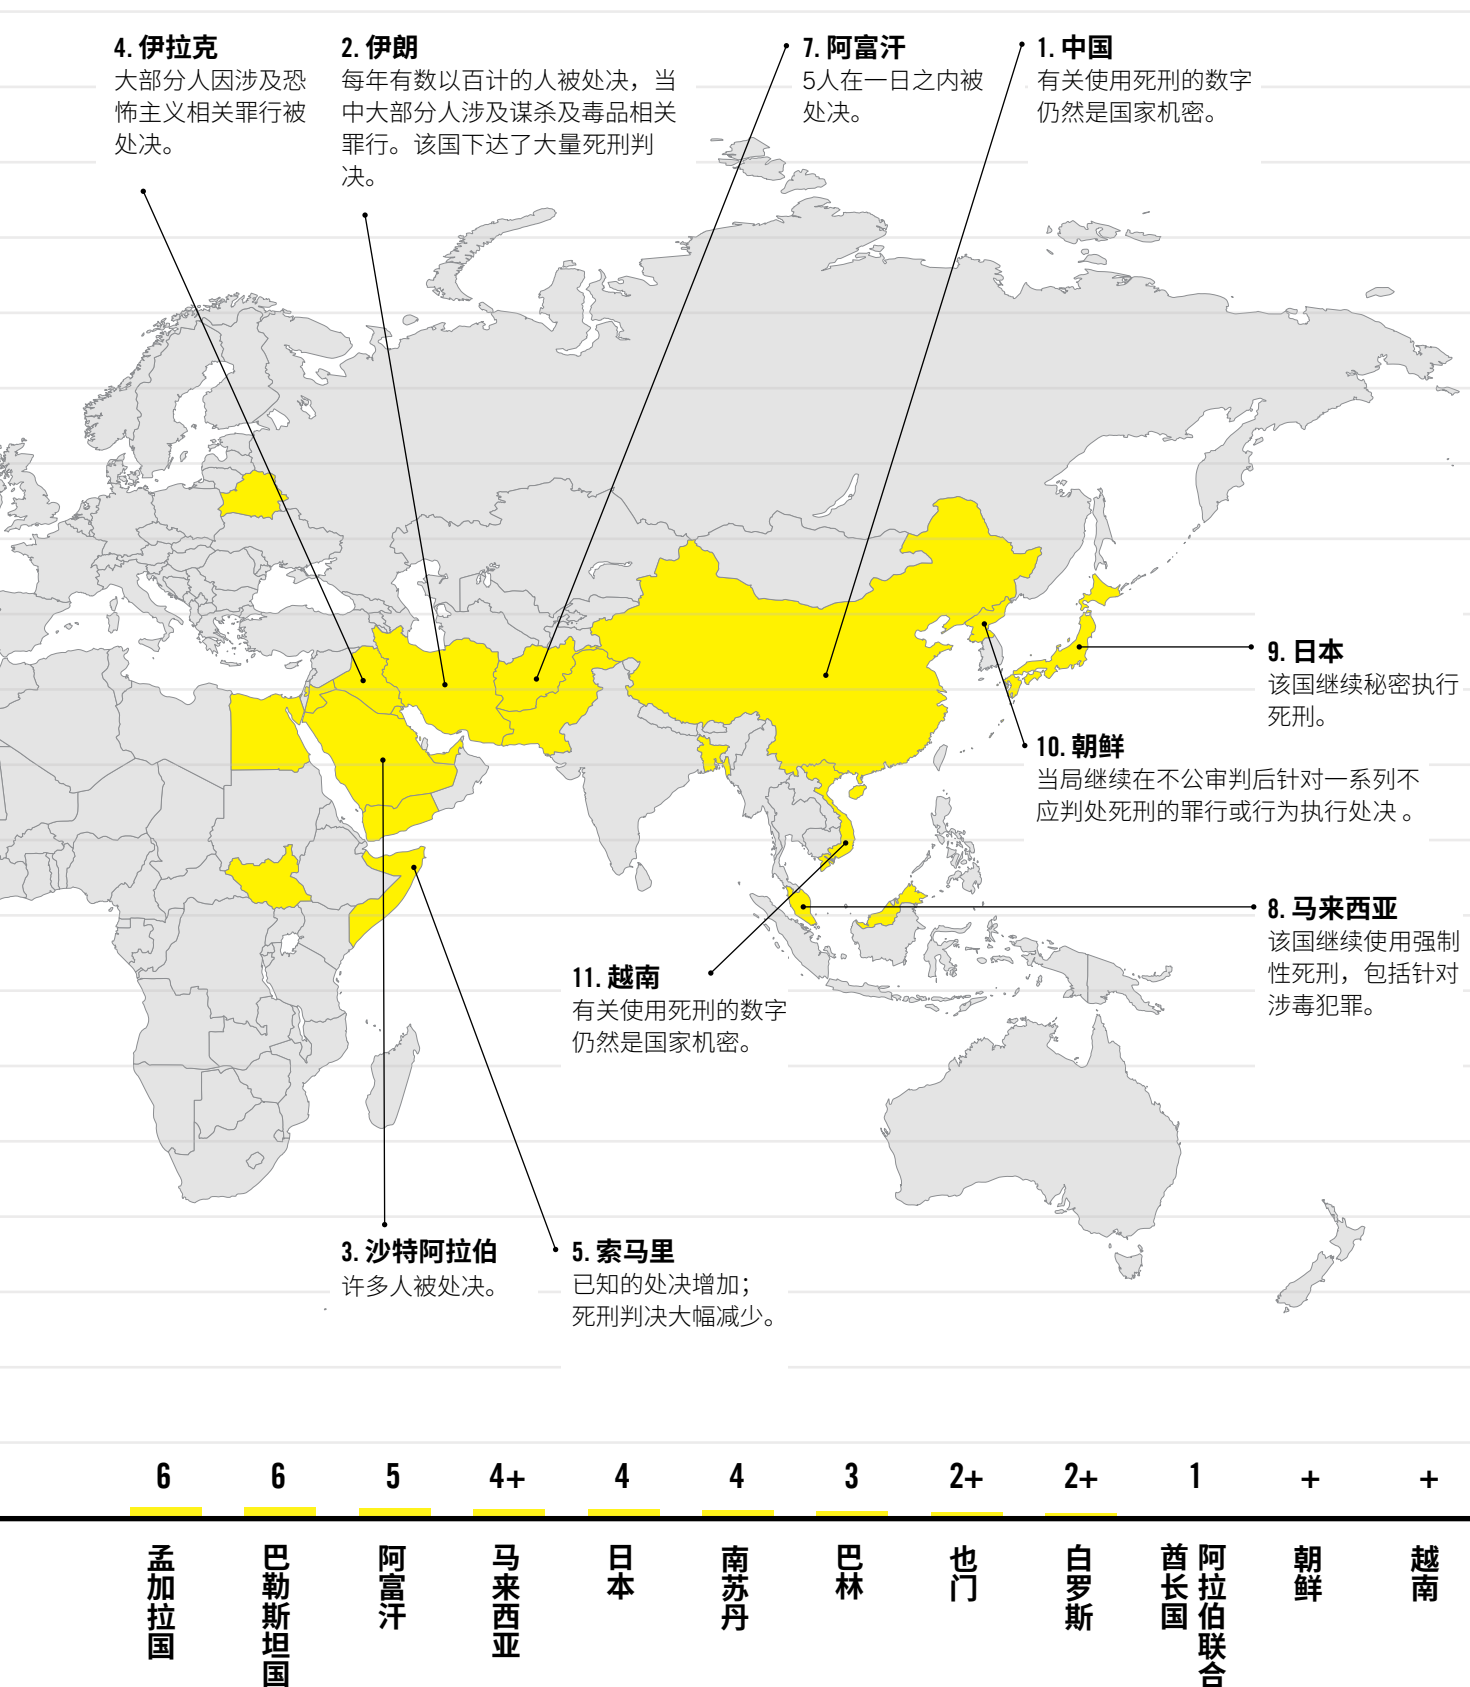 4. 伊拉克
大部分人因涉及恐
怖主义相关罪行被
处决。
2. 伊朗
每年有数以百计的人被处决，当
中大部分人涉及谋杀及毒品相关
罪行。该国下达了大量死刑判
决。
7. 阿富汗
5人在一日之内被
处决。
1. 中国
有关使用死刑的数字
仍然是国家机密。
9. 日本
该国继续秘密执行
死刑。
10. 朝鲜
当局继续在不公审判后针对一系列不
应判处死刑的罪行或行为执行处决 。
8. 马来西亚
该国继续使用强制
性死刑，包括针对
涉毒犯罪。
11. 越南
有关使用死刑的数字
仍然是国家机密。
3. 沙特阿拉伯
许多人被处决。
5. 索马里
已知的处决增加；
死刑判决大幅减少。
6 6 5 4+ 4 4 3 2+ 2+ 1 + +
孟加拉国
巴勒斯坦国
阿富汗
马来西亚
日本
南苏丹
巴林
也门
白罗斯
阿拉伯联合
酋长国
朝鲜
越南